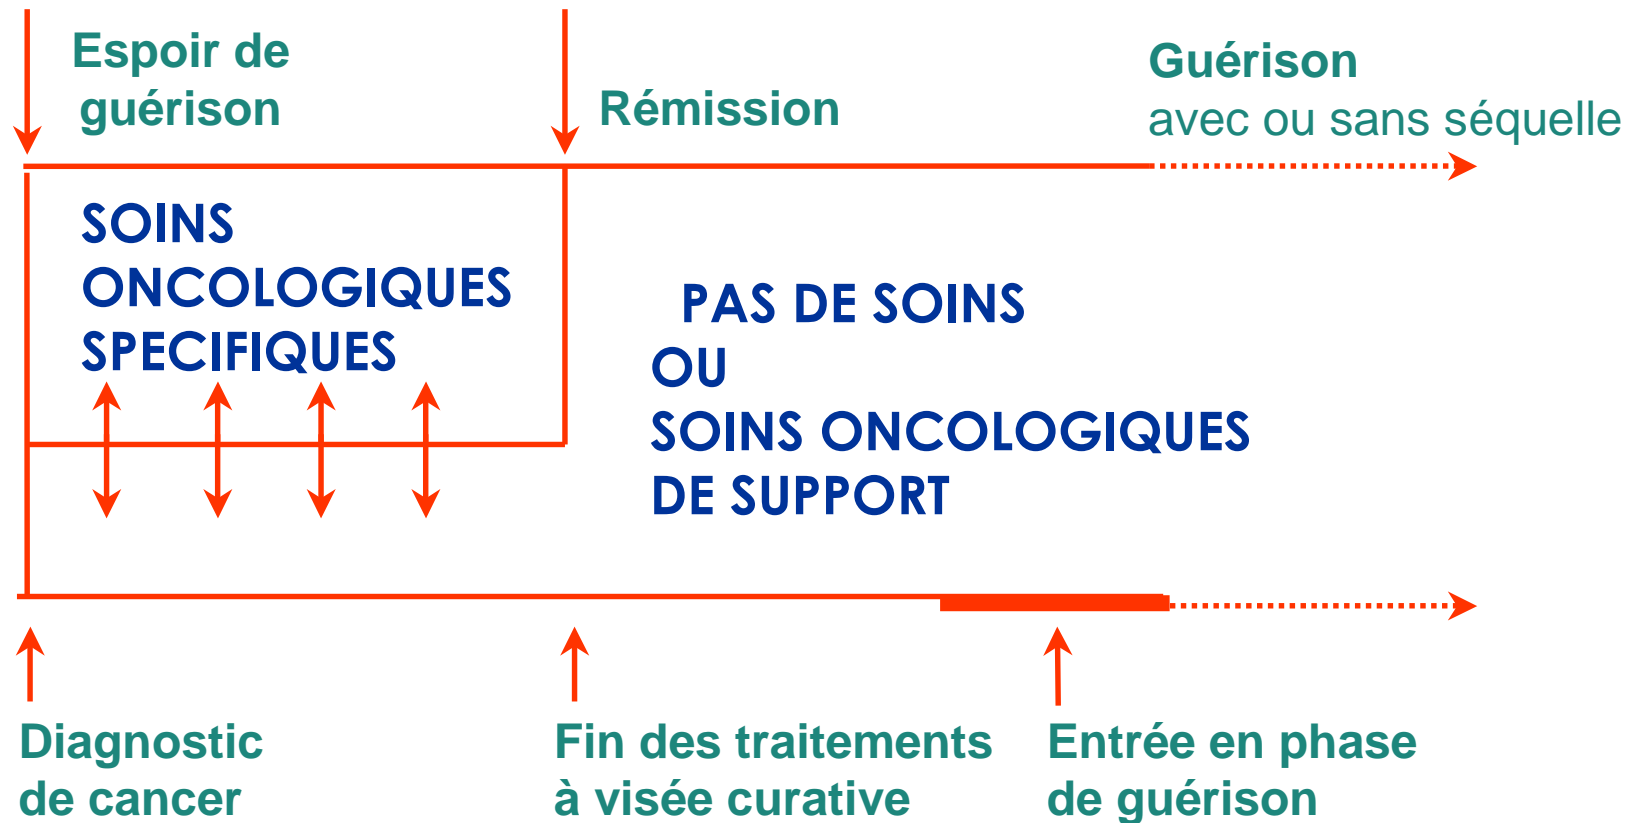 Espoir de
guérison
Rémission
Guérison
avec ou sans séquelle
SOINS
ONCOLOGIQUES
SPECIFIQUES
PAS DE SOINS
OU
SOINS ONCOLOGIQUES
DE SUPPORT
Diagnostic
de cancer
Fin des traitements
à visée curative
Entrée en phase
de guérison